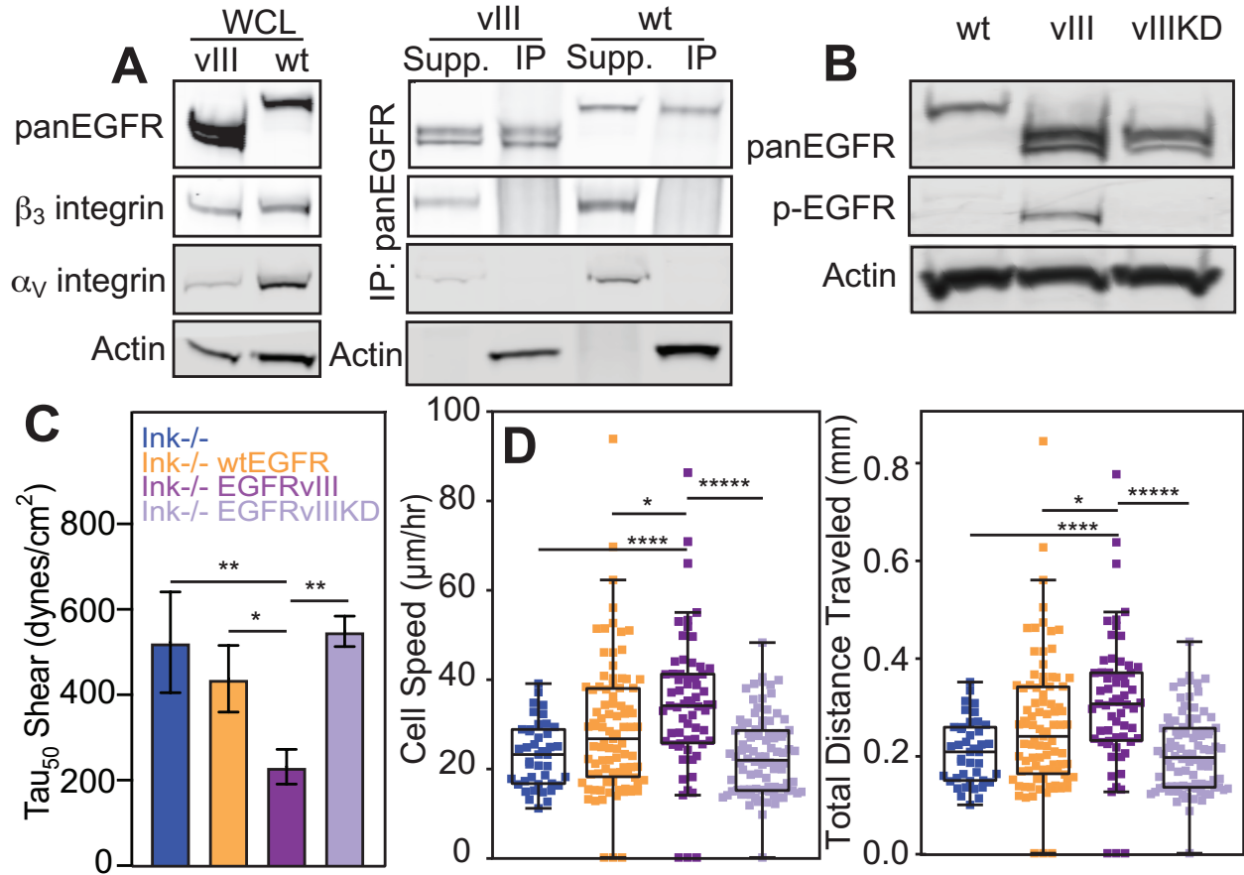 A
WCL
vIII wt
panEGFR
β3 integrin
αV integrin
Actin
vIII wt
Supp. IP Supp. IP
IP: panEGFR
Actin
B
wt vIII vIIIKD
panEGFR
p-EGFR
Actin
C
Ink-/-
Ink-/- wtEGFR
Ink-/- EGFRvIII
Ink-/- EGFRvIIIKD
Tau50 Shear (dynes/cm2)
800
600
400
200
0
**
*
**
D
Cell Speed (µm/hr)
100
80
60
40
20
0
*
*****
****
Total Distance Traveled (mm)
0.8
0.6
0.4
0.2
0.0
*
*****
****